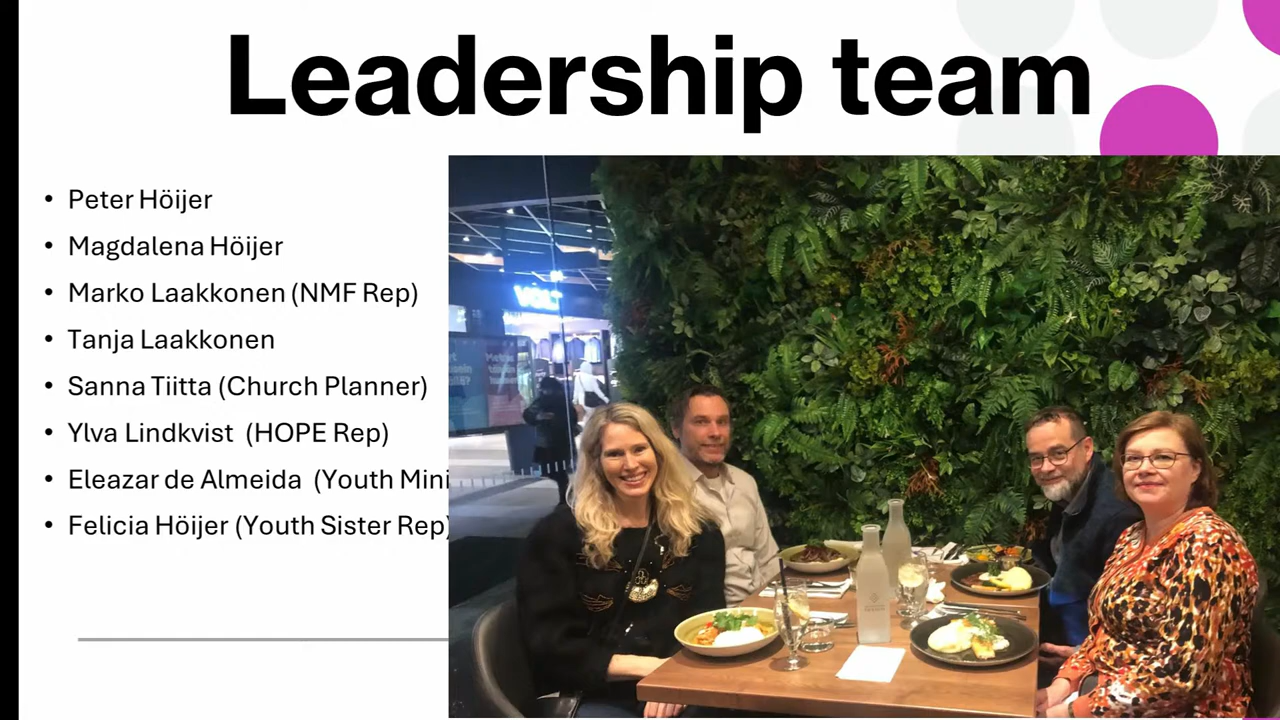 Leadership team
• Peter Höijer
• Magdalena Höijer
• Marko Laakkonen (NMF Rep)
• Tanja Laakkonen
• Sanna Tiitta (Church Planner)
• Ylva Lindkvist (HOPE Rep)
• Eleazar de Almeida (Youth Mini
• Felicia Höijer (Youth Sister Rep)